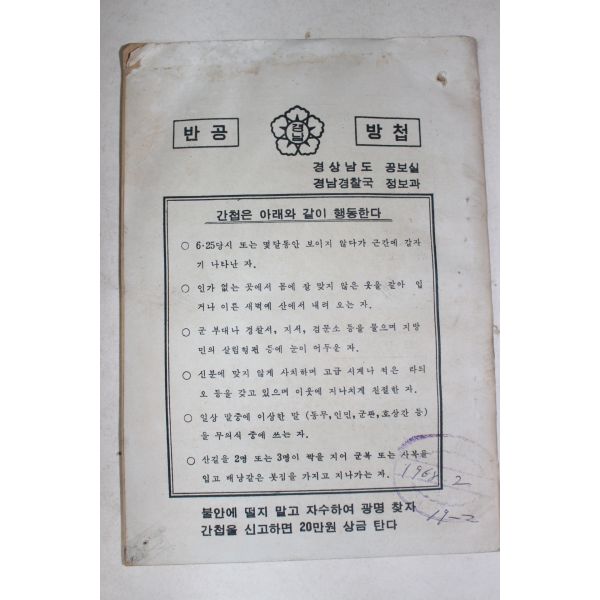 반공
경남
방첩
경상남도 공보실
경남경찰국 정보과
간첩은 아래와 같이 행동한다
○ 6·25당시 또는 몇달동안 보이지 않다가 근간에 갑자
기 나타난 자.
○ 인가 없는 곳에서 몸에 잘 맞지 않은 옷을 갈아 입
거나 이른 새벽에 산에서 내려 오는 자.
○ 군 부대나 경찰서, 지서, 검문소 등을 물으며 지방
민의 살림형편 등에 눈이 어두운 자.
○ 신분에 맞지 않게 사치하며 고급 시계나 적은 라듸
오 등을 갖고 있으며 이웃에 지나치게 친절한 자.
○ 일상 말중에 이상한 말 (동무, 인민, 군관, 호상간 등)
을 무의식 중에 쓰는 자.
○ 산길을 2명 또는 3명이 짝을 지어 군복 또는 사복을
입고 배낭같은 봇짐을 가지고 지나가는 자.
1968. 2
19-2
불안에 떨지 말고 자수하여 광명 찾자
간첩을 신고하면 20만원 상금 탄다